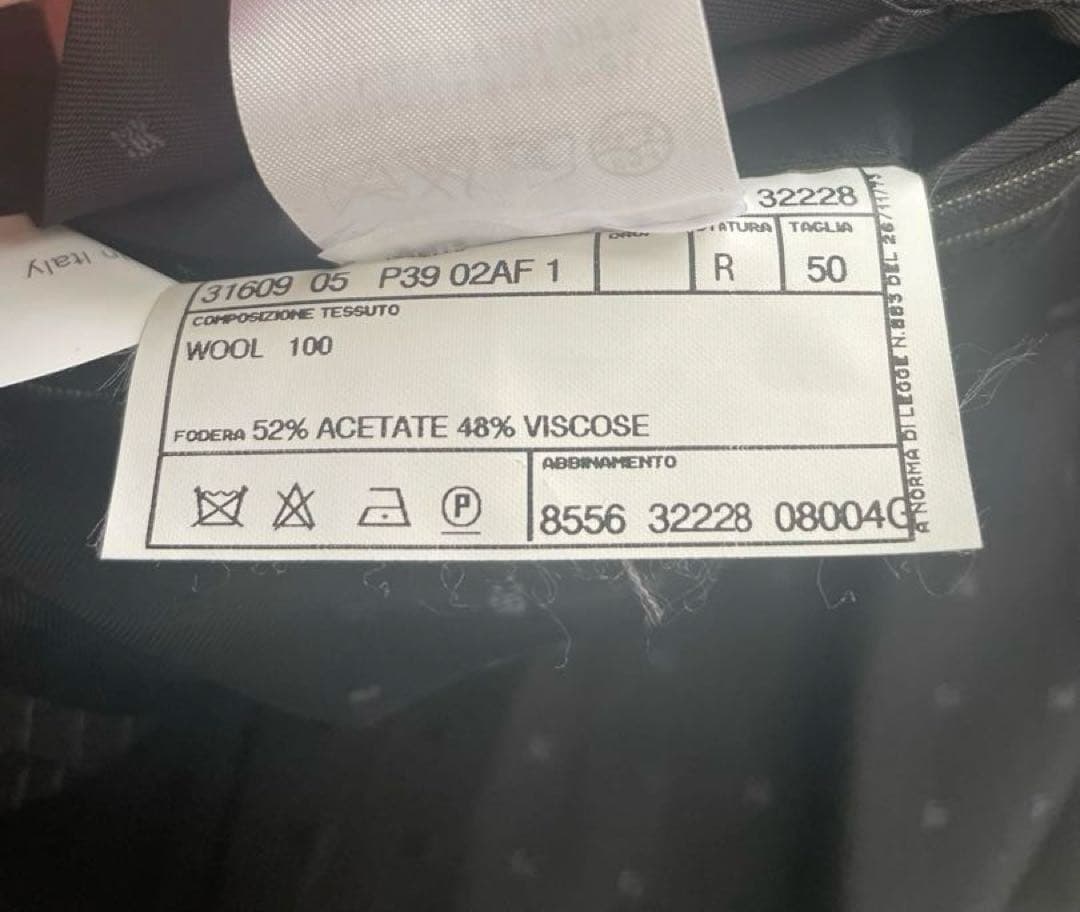 32228
TAGLIA
R
50
31609 05 P39 02AF 1
COMPOSIZIONE TESSUTO
WOOL 100
FODERA 52% ACETATE 48% VISCOSE
ABBINAMENTO
P
8556 32228 08004G
A NORMA DI LEGGE N.883 DEL 26/11/73
Italy